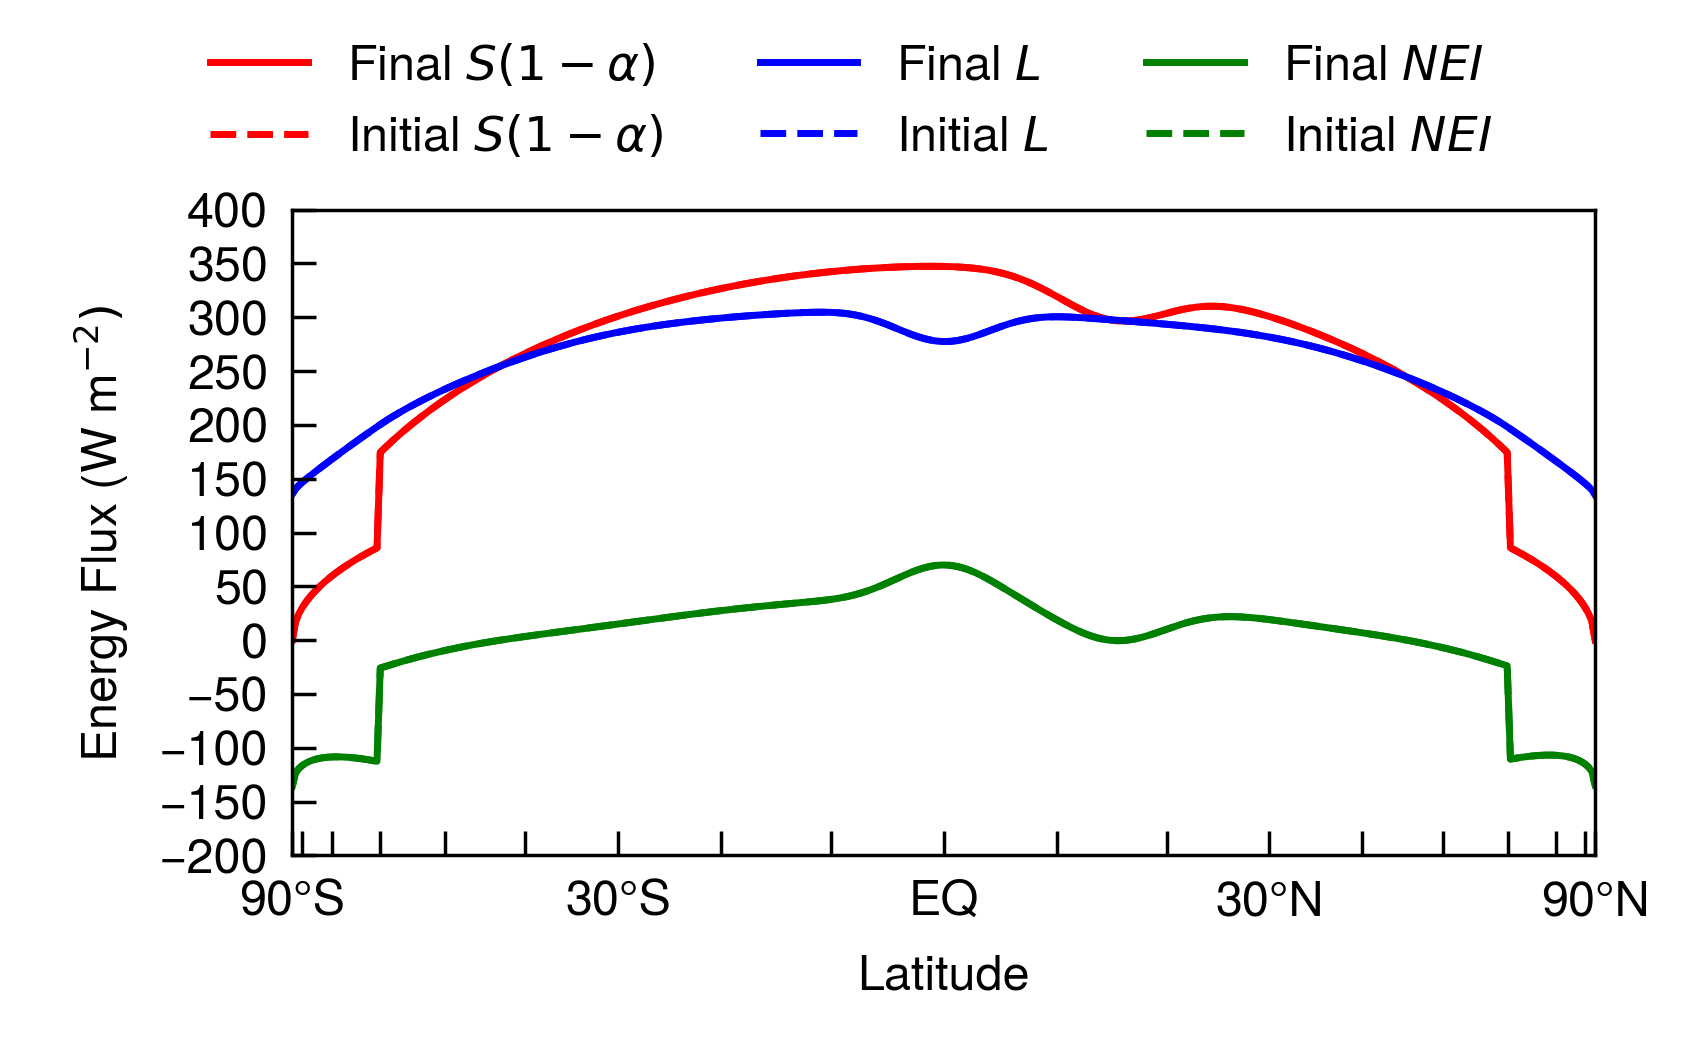 Final S(1 − α) Final L Final NEI
Initial S(1 − α) Initial L Initial NEI
400
350
300
250
200
150
100
50
0
−50
−100
−150
−200
Energy Flux (W m⁻²)
90°S 30°S EQ 30°N 90°N
Latitude